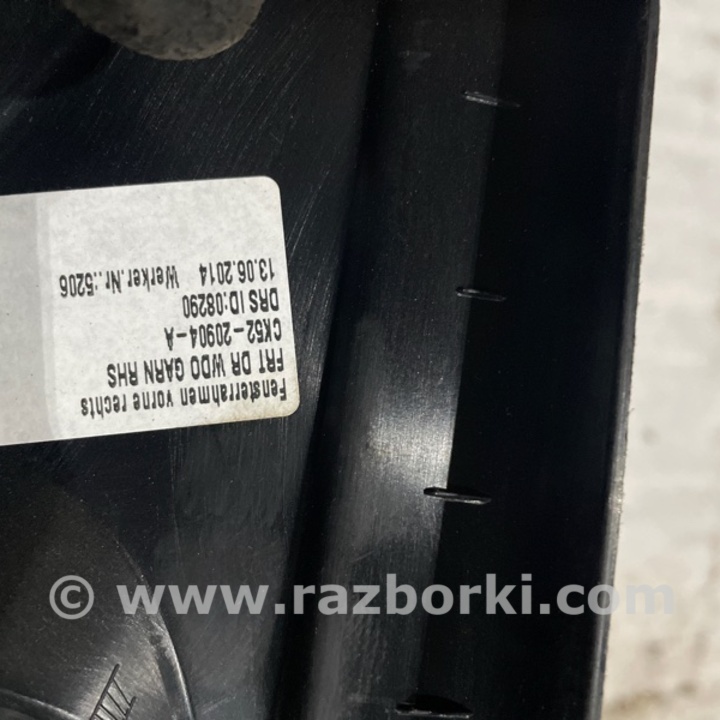 Fensterrahmen vorne rechts
FRT DR WDO GARN RHS
CK52-20904-A
DRS ID:08290
13.06.2014 Werker.Nr.:5206
© www.razborki.com